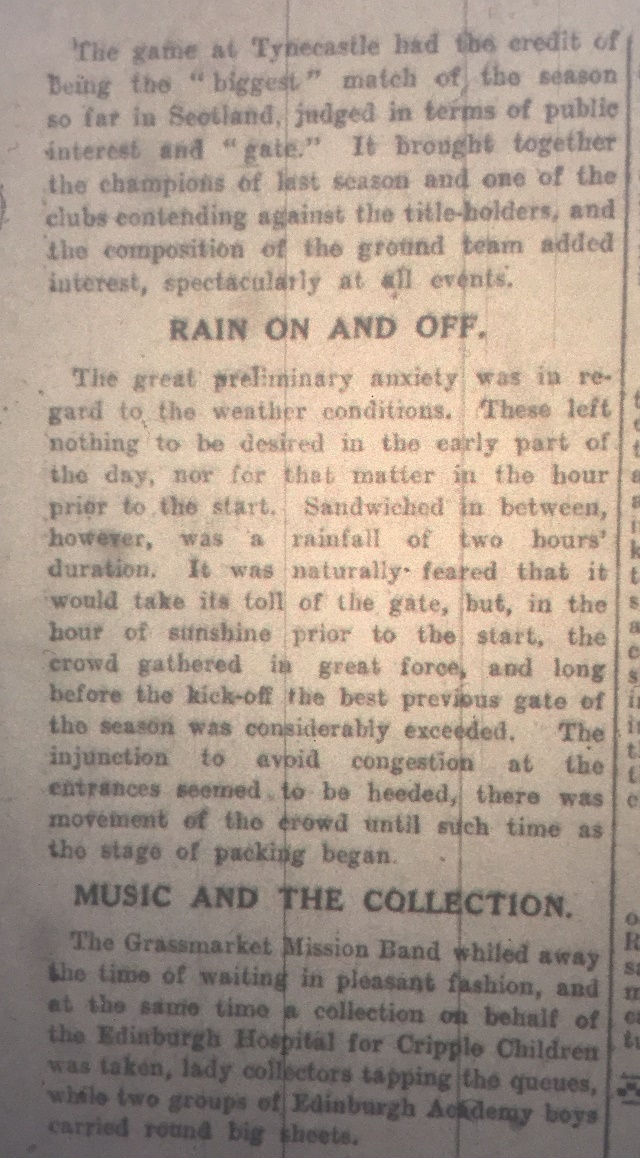 The game at Tynecastle had the credit of
being the "biggest" match of the season
so far in Scotland, judged in terms of public
interest and "gate." It brought together
the champions of last season and one of the
clubs contending against the title-holders, and
the composition of the ground team added
interest, spectacularly at all events.
RAIN ON AND OFF.
The great preliminary anxiety was in re-
gard to the weather conditions. These left
nothing to be desired in the early part of
the day, nor for that matter in the hour
prior to the start. Sandwiched in between,
however, was a rainfall of two hours'
duration. It was naturally feared that it
would take its toll of the gate, but, in the
hour of sunshine prior to the start, the
crowd gathered in great force, and long
before the kick-off the best previous gate of
the season was considerably exceeded. The
injunction to avoid congestion at the
entrances seemed to be heeded, there was
movement of the crowd until such time as
the stage of packing began.
MUSIC AND THE COLLECTION.
The Grassmarket Mission Band whiled away
the time of waiting in pleasant fashion, and
at the same time a collection on behalf of
the Edinburgh Hospital for Cripple Children
was taken, lady collectors tapping the queues,
while two groups of Edinburgh Academy boys
carried round big sheets.